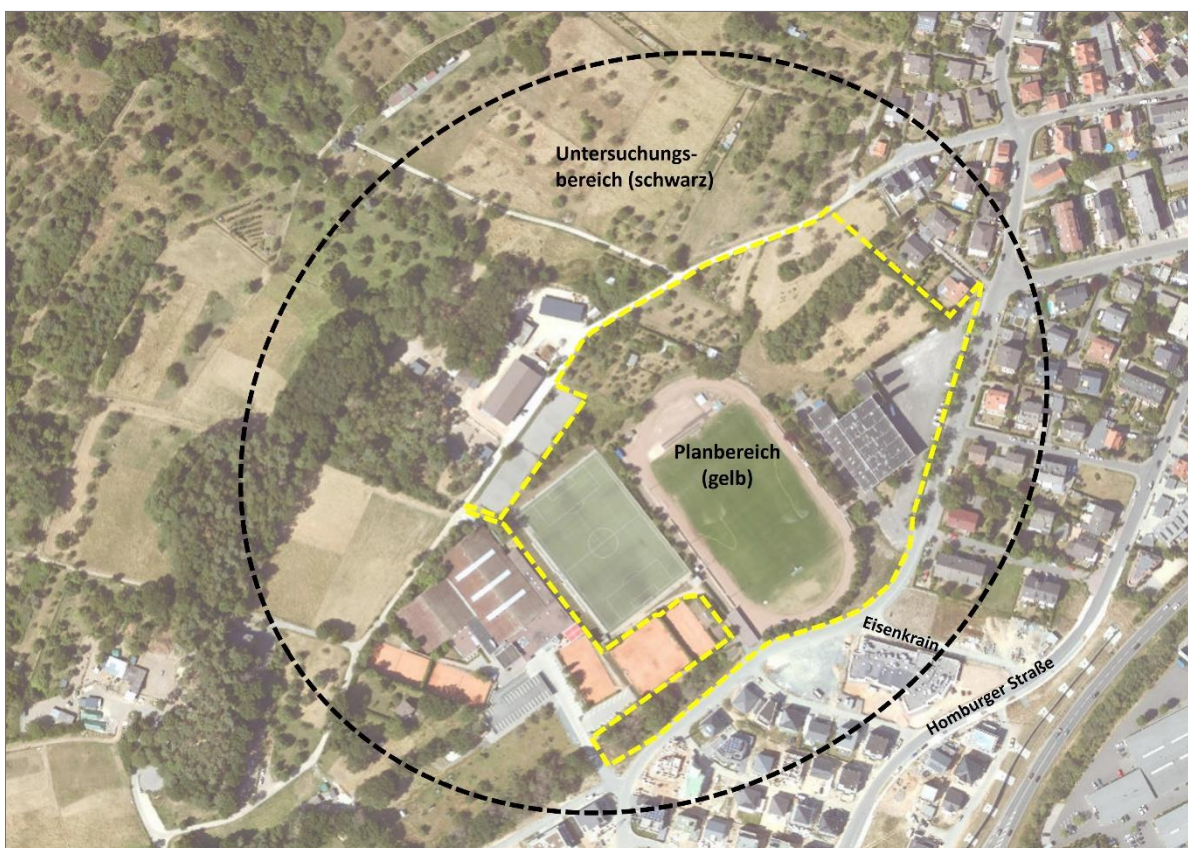 Untersuchungs-
bereich (schwarz)
Planbereich
(gelb)
Eisenkrain
Homburger Straße